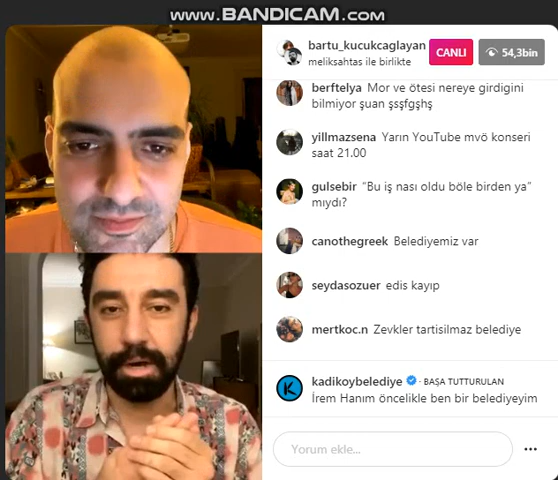 www.BANDICAM.com
bartu_kucukcaglayan
meliksahtas ile birlikte
CANLI
54,3bin
berftelya Mor ve ötesi nereye girdigini
bilmiyor şuan şsşfgşhş
yillmazsena Yarın YouTube mvö konseri
saat 21.00
gulsebir “Bu iş nası oldu böle birden ya”
mıydı?
canothegreek Belediyemiz var
seydasozuer edis kayıp
mertkoc.n Zevkler tartisilmaz belediye
kadikoybelediye · BAŞA TUTTURULAN
İrem Hanım öncelikle ben bir belediyeyim
Yorum ekle...